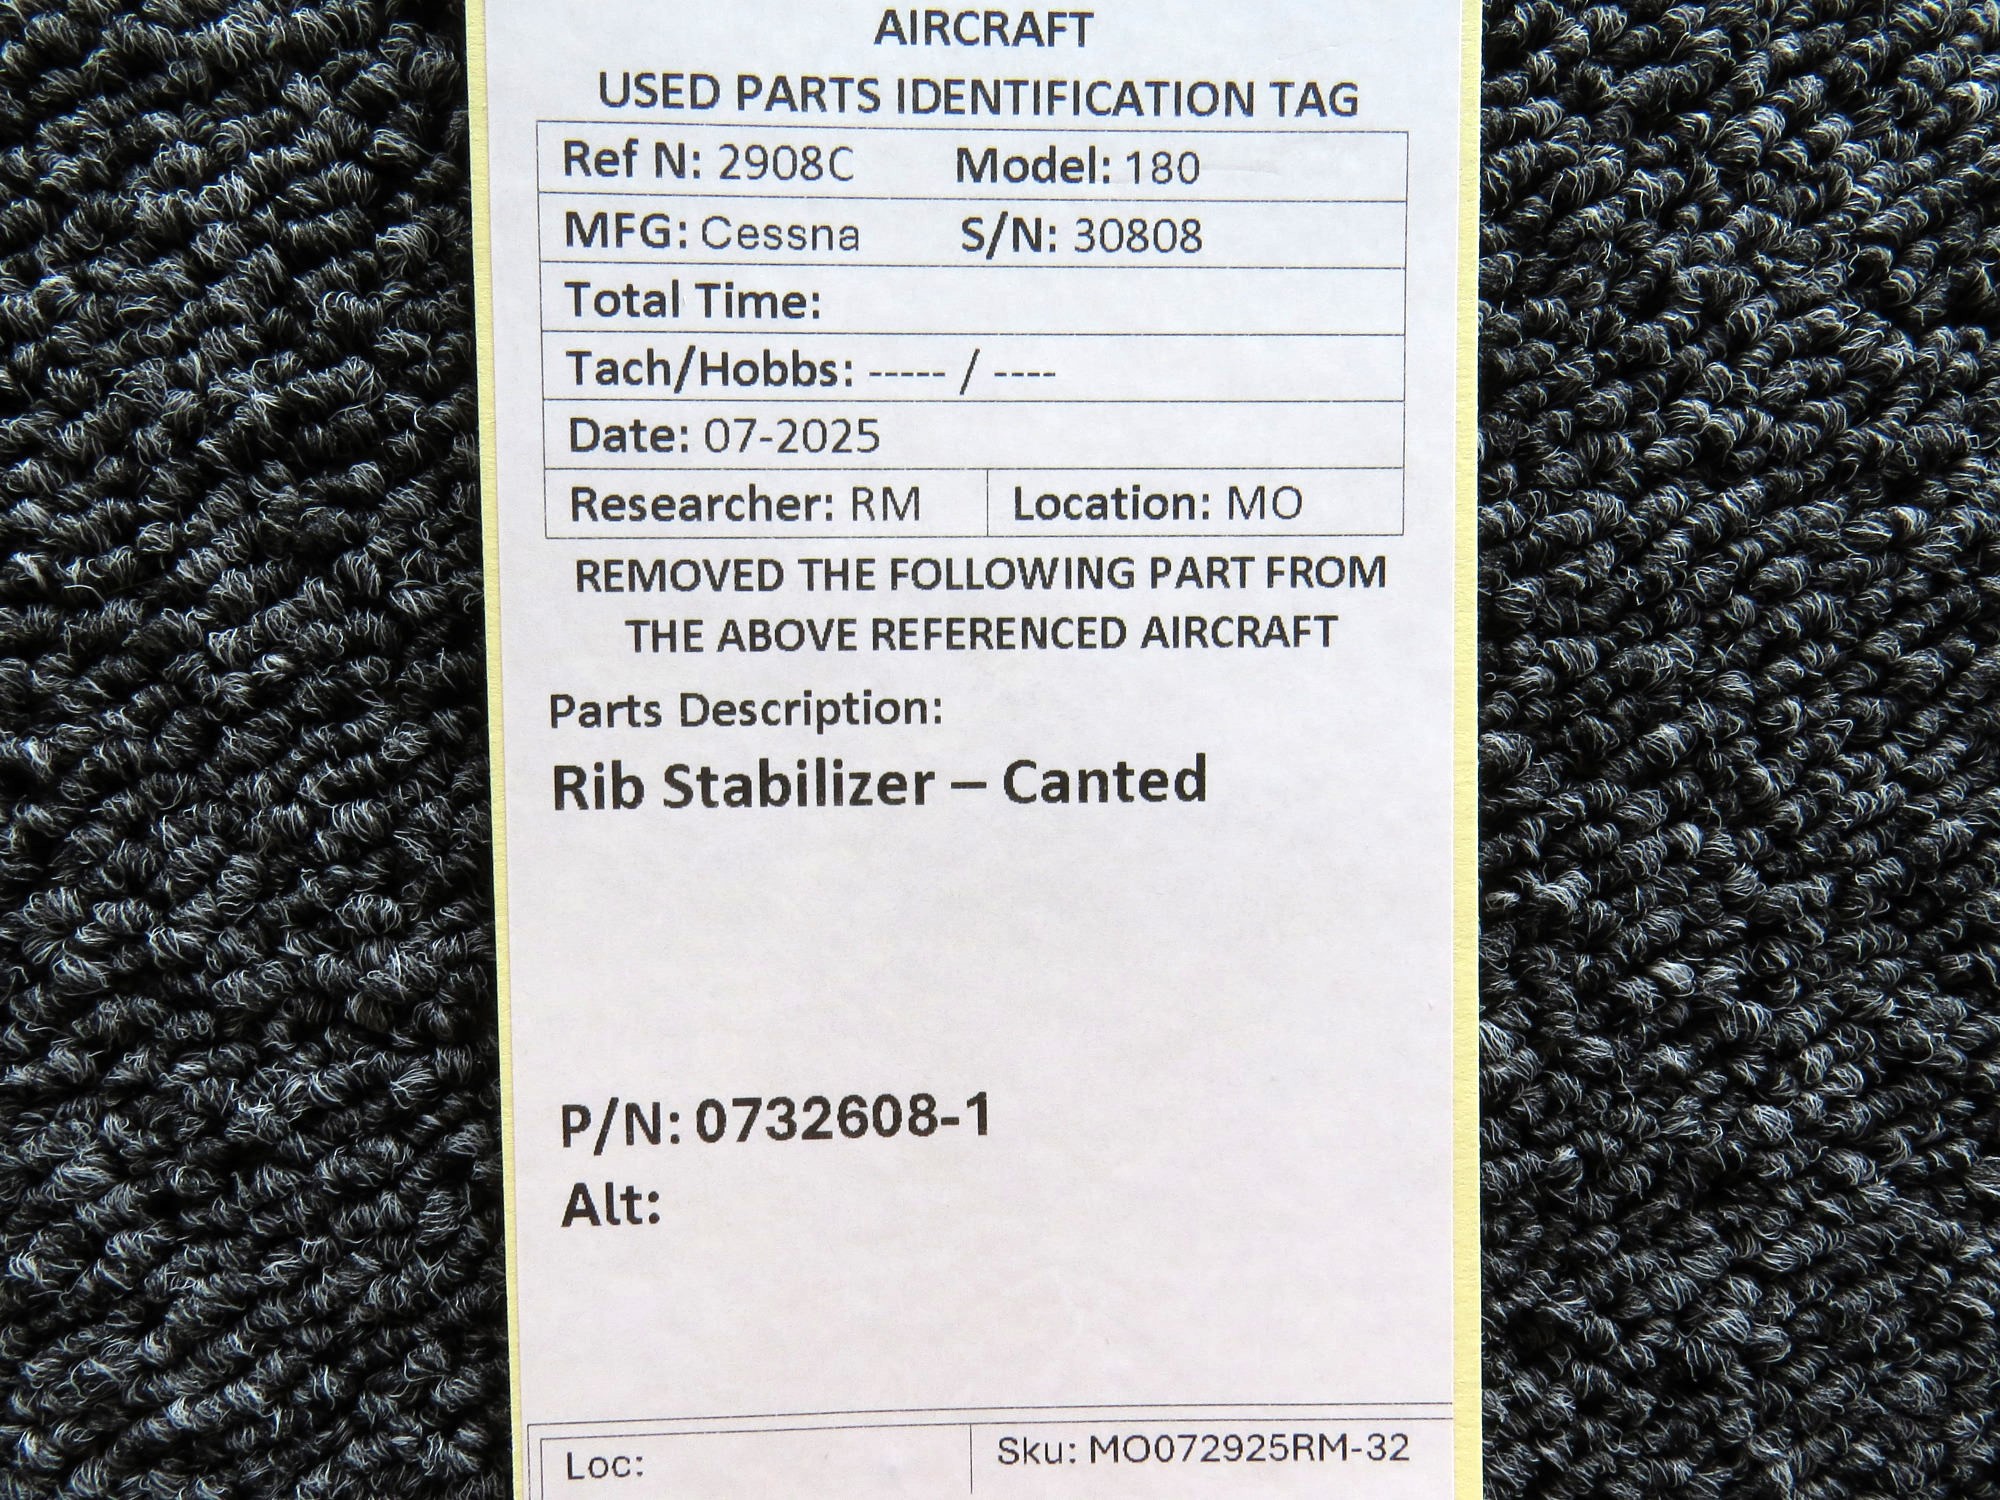 AIRCRAFT
USED PARTS IDENTIFICATION TAG
Ref N: 2908C Model: 180
MFG: Cessna S/N: 30808
Total Time:
Tach/Hobbs: ----- / ----
Date: 07-2025
Researcher: RM Location: MO
REMOVED THE FOLLOWING PART FROM
THE ABOVE REFERENCED AIRCRAFT
Parts Description:
Rib Stabilizer – Canted
P/N: 0732608-1
Alt:
Loc: Sku: MO072925RM-32